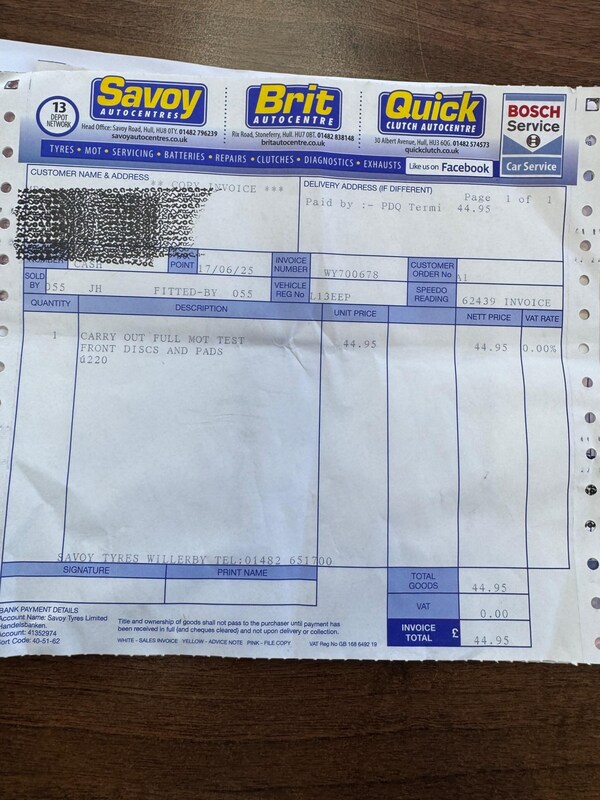 13
DEPOT
NETWORK
Savoy
AUTOCENTRES
Head Office: Savoy Road, Hull, HU8 0TY. 01482 796239
savoyautocentres.co.uk
Brit
AUTOCENTRE
Rix Road, Stoneferry, Hull. HU7 0BT. 01482 838148
britautocentre.co.uk
Quick
CLUTCH AUTOCENTRE
30 Albert Avenue, Hull, HU3 6QG. 01482 574573
quickclutch.co.uk
BOSCH
Service
Car Service
TYRES • MOT • SERVICING • BATTERIES • REPAIRS • CLUTCHES • DIAGNOSTICS • EXHAUSTS
Like us on Facebook
CUSTOMER NAME & ADDRESS
** COPY INVOICE ***
DELIVERY ADDRESS (IF DIFFERENT)
Page 1 of 1
Paid by :- PDQ Termi 44.95
NUMBER CASH
POINT 17/06/25
INVOICE NUMBER WY700678
CUSTOMER ORDER No A1
SOLD BY 055 JH FITTED-BY 055
VEHICLE REG No L13EEP
SPEEDO READING 62439 INVOICE
QUANTITY DESCRIPTION UNIT PRICE NETT PRICE VAT RATE
1 CARRY OUT FULL MOT TEST 44.95 44.95 0.00%
FRONT DISCS AND PADS
ú220
SAVOY TYRES WILLERBY TEL:01482 651700
SIGNATURE PRINT NAME
TOTAL GOODS 44.95
VAT 0.00
INVOICE TOTAL £ 44.95
BANK PAYMENT DETAILS
Account Name: Savoy Tyres Limited
Handelsbanken.
Account: 41352974
Sort Code: 40-51-62
Title and ownership of goods shall not pass to the purchaser until payment has
been received in full (and cheques cleared) and not upon delivery or collection.
WHITE - SALES INVOICE YELLOW - ADVICE NOTE PINK - FILE COPY VAT Reg No GB 168 6492 19